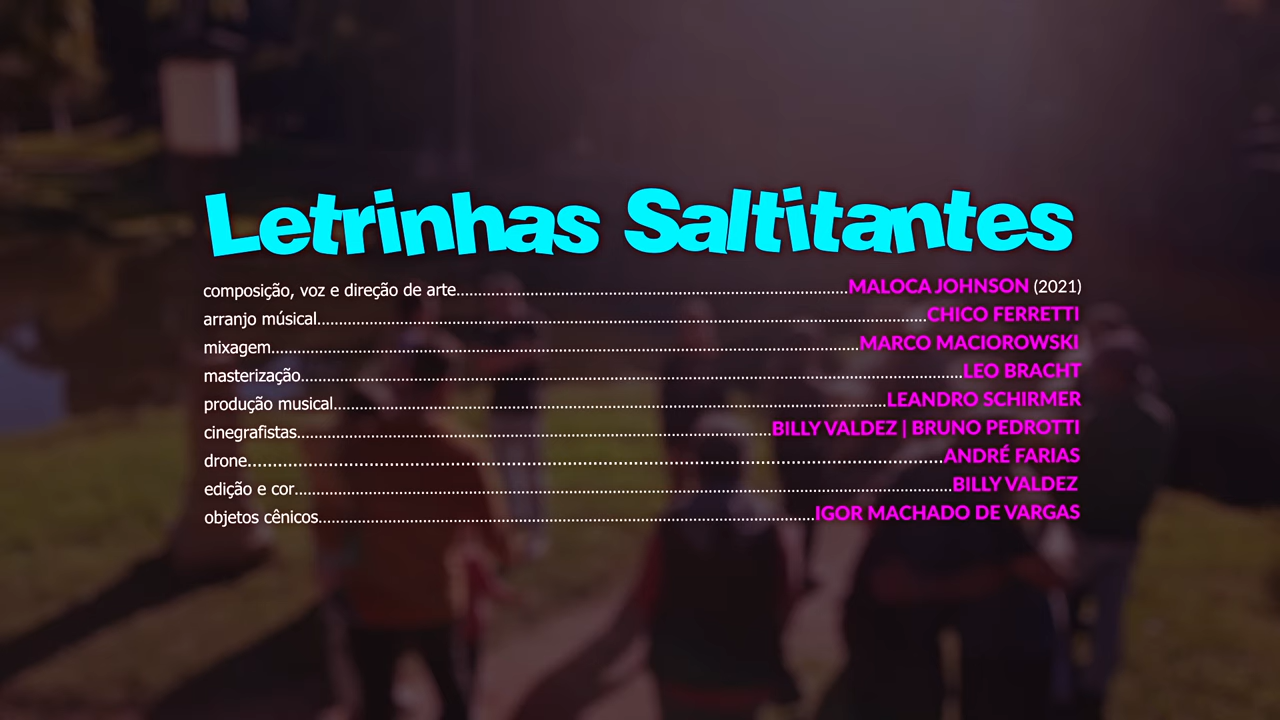 Letrinhas Saltitantes
composição, voz e direção de arte....................MALOCA JOHNSON (2021)
arranjo músical....................CHICO FERRETTI
mixagem....................MARCO MACIOROWSKI
masterização....................LEO BRACHT
produção musical....................LEANDRO SCHIRMER
cinegrafistas....................BILLY VALDEZ | BRUNO PEDROTTI
drone....................ANDRÉ FARIAS
edição e cor....................BILLY VALDEZ
objetos cênicos....................IGOR MACHADO DE VARGAS